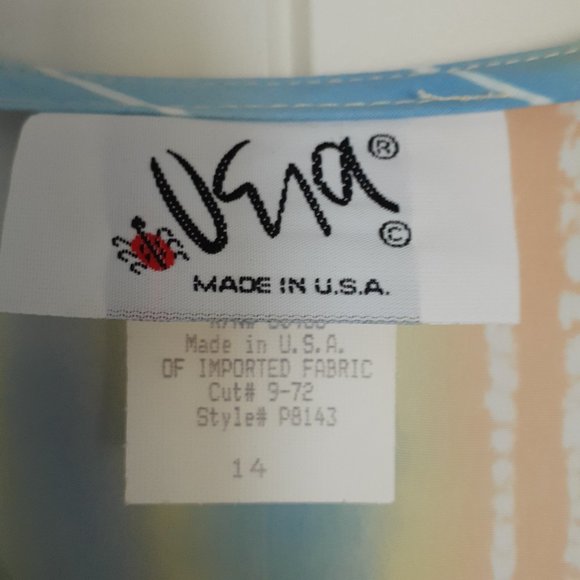 Vera®
©
MADE IN U.S.A.
Made in U.S.A.
OF IMPORTED FABRIC
Cut# 9-72
Style# P8143
14